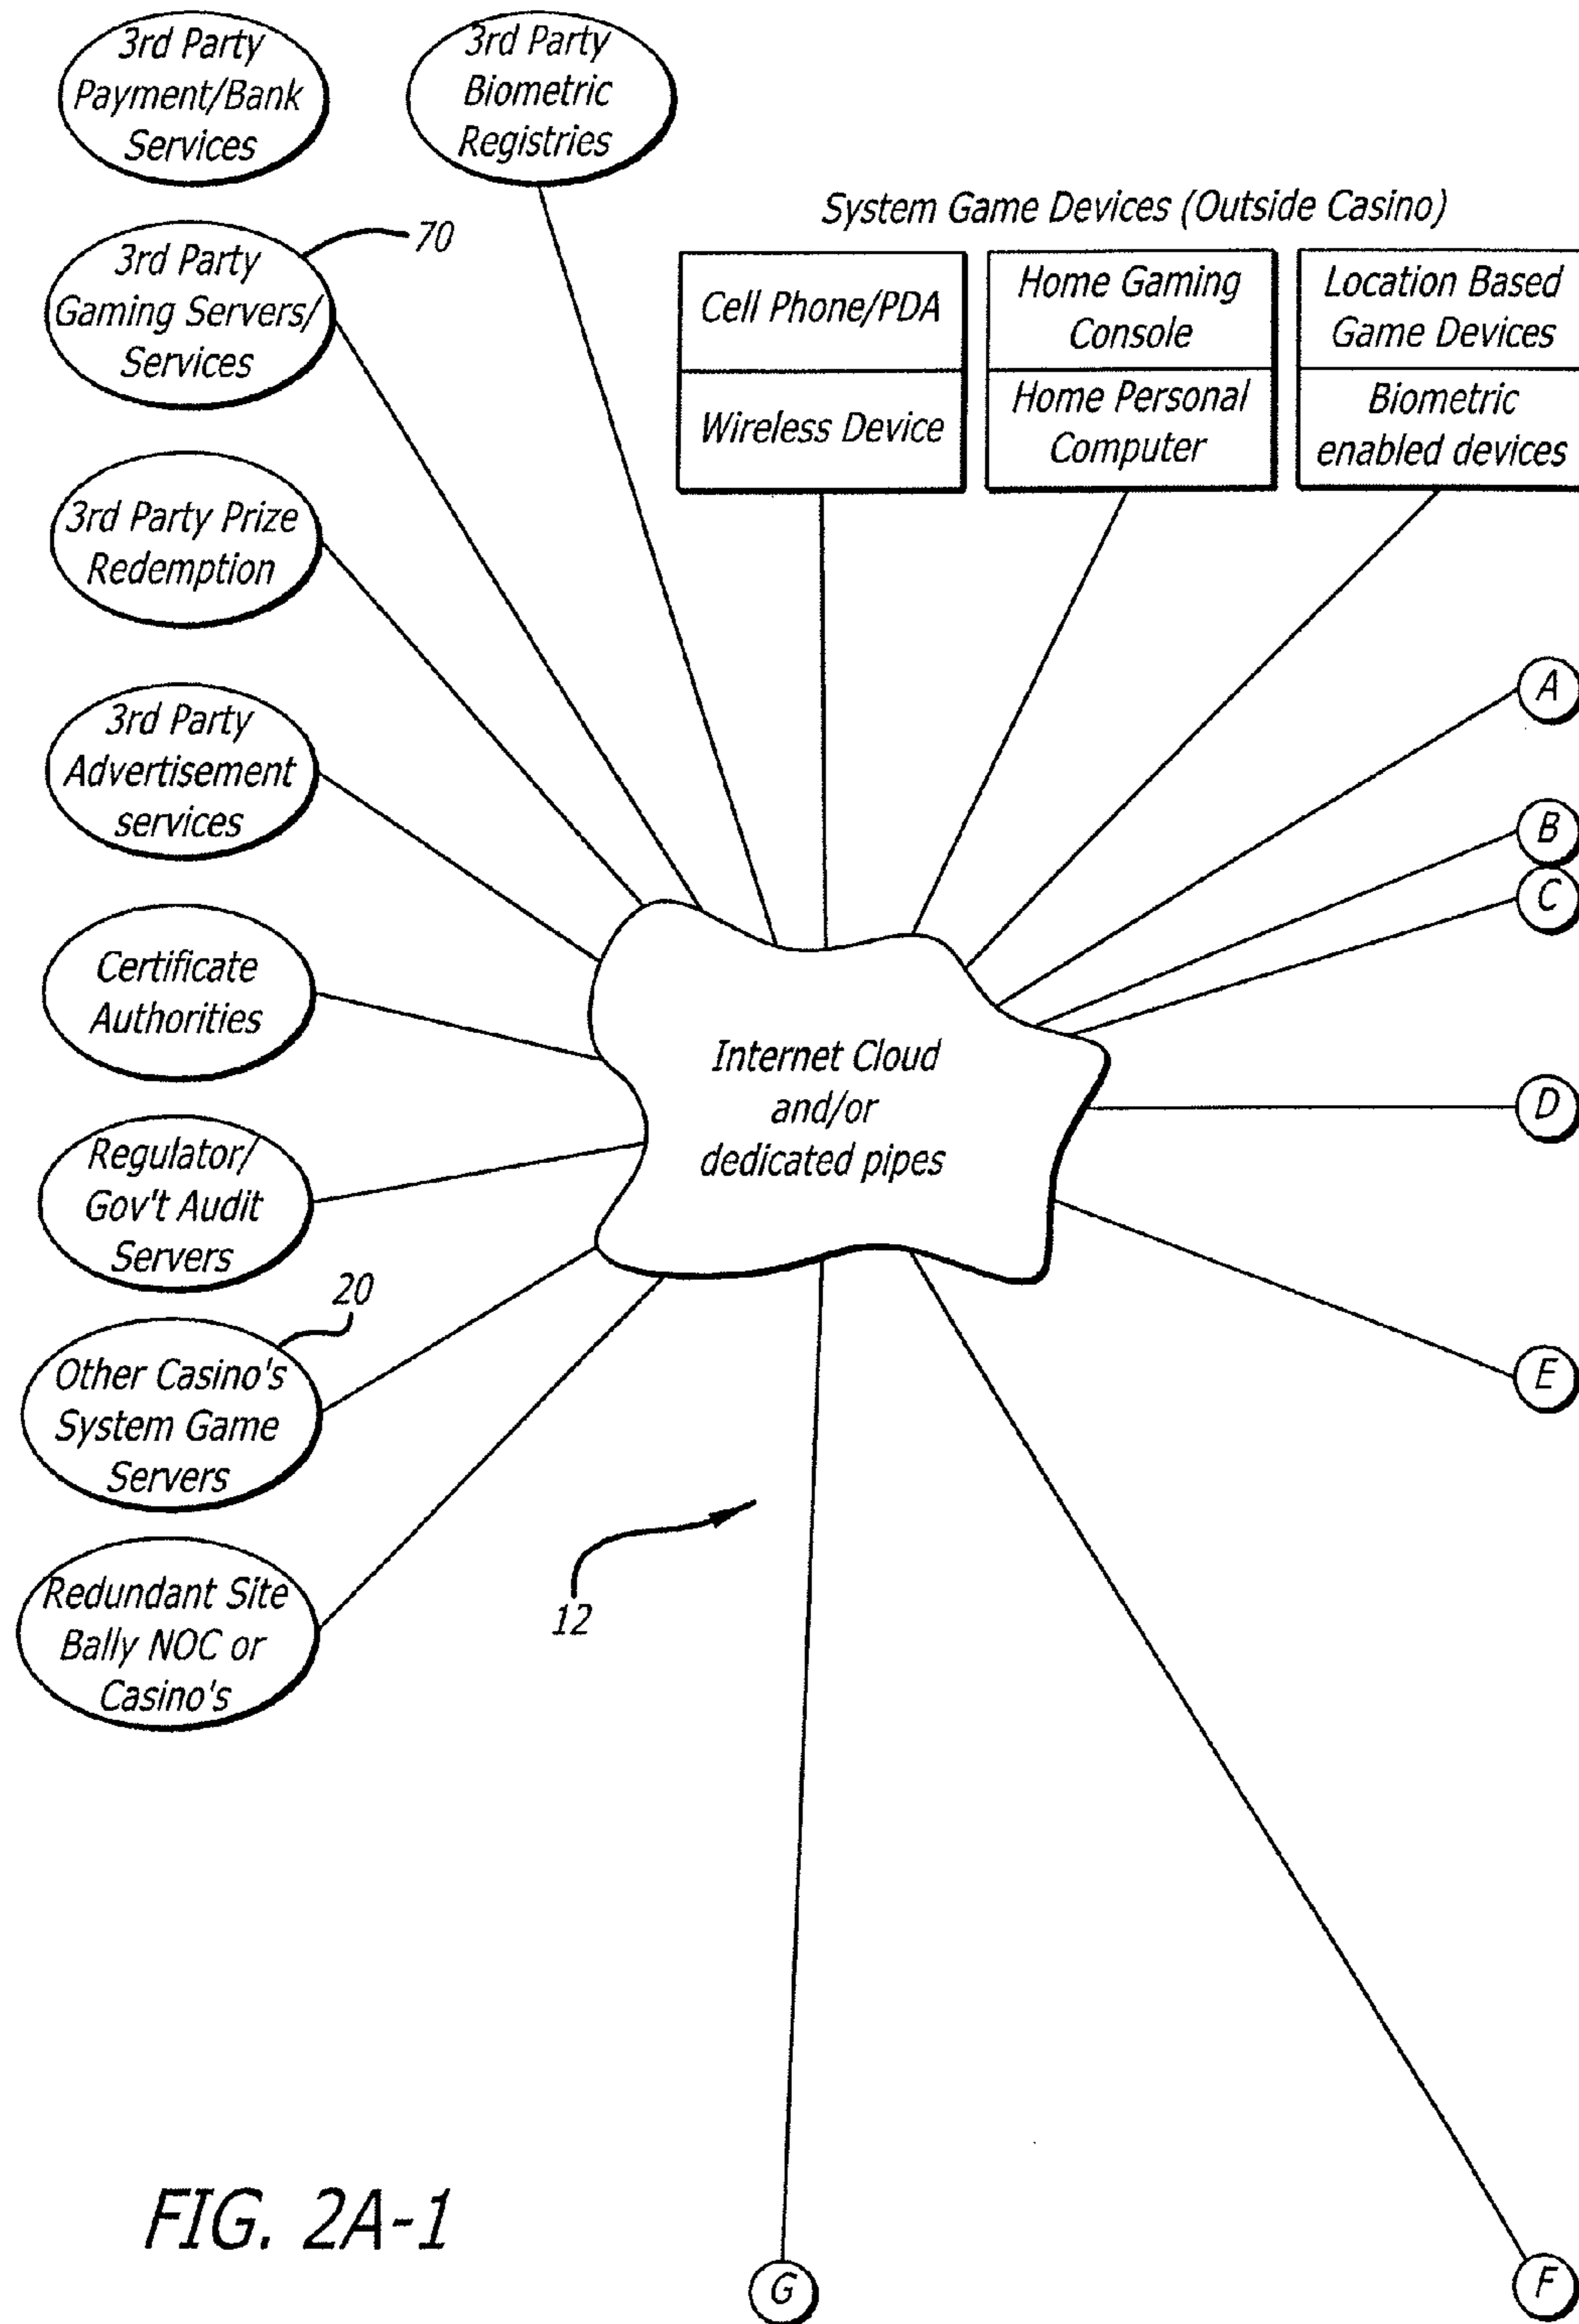 3rd Party
Payment/Bank
Services
3rd Party
Biometric
Registries
System Game Devices (Outside Casino)
70
3rd Party
Gaming Servers/
Services
Cell Phone/PDA
Wireless Device
Home Gaming
Console
Home Personal
Computer
Location Based
Game Devices
Biometric
enabled devices
3rd Party Prize
Redemption
3rd Party
Advertisement
services
A
B
C
Certificate
Authorities
Internet Cloud
and/or
dedicated pipes
D
Regulator/
Gov't Audit
Servers
20
Other Casino's
System Game
Servers
E
12
Redundant Site
Bally NOC or
Casino's
FIG. 2A-1
G
F